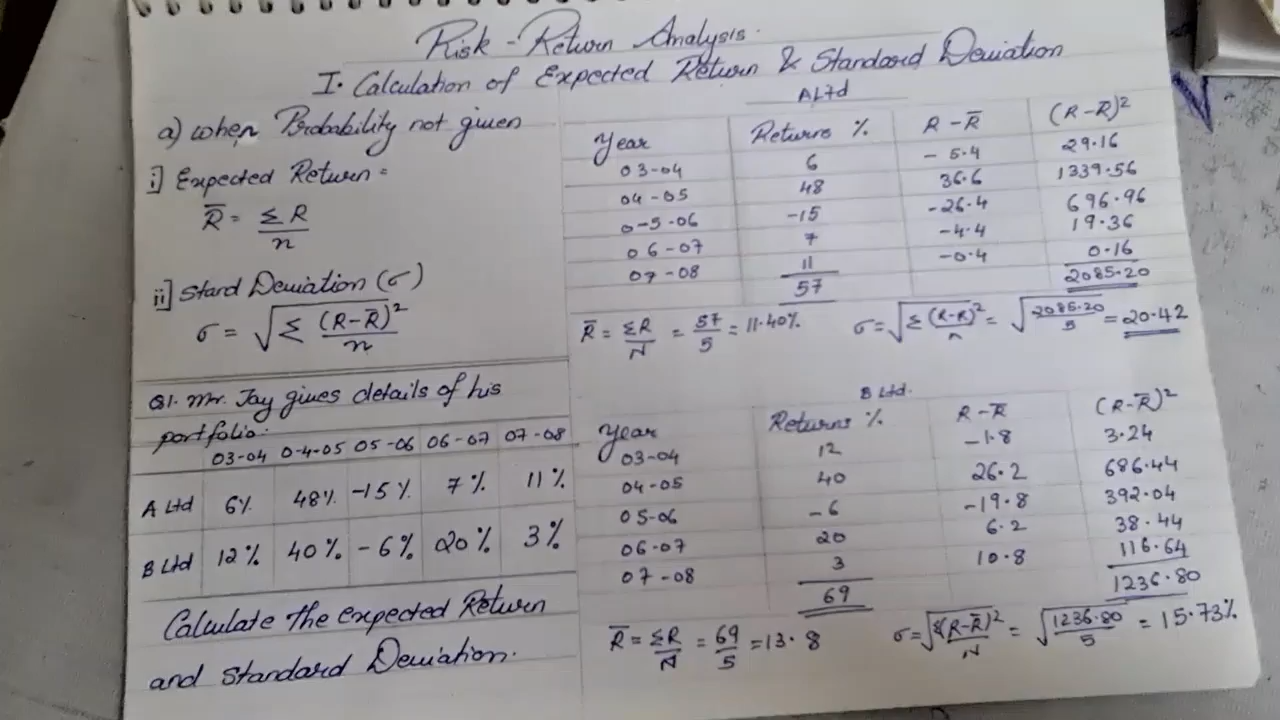 Risk - Return Analysis.
I. Calculation of Expected Return & Standard Deviation
a) When Probability not given
i] Expected Return =
R̄ = ΣR / n
ii] Stard Deviation (σ)
σ = √Σ (R-R̄)² / n
Q1. Mr. Jay gives details of his
portfolio:
03-04 0-4-05 05-06 06-07 07-08
A Ltd 6% 48% -15% 7% 11%
B Ltd 12% 40% -6% 20% 3%
Calculate the expected Return
and Standard Deviation.
A Ltd
Year Returns % R-R̄ (R-R̄)²
03-04 6 -5.4 29.16
04-05 48 36.6 1339.56
0-5-06 -15 -26.4 696.96
06-07 7 -4.4 19.36
07-08 11 -0.4 0.16
57 2085.20
R̄ = ΣR / N = 57 / 5 = 11.40% σ = √Σ (R-R̄)² / n = √2085.20 / 5 = 20.42
B Ltd.
Year Returns % R-R̄ (R-R̄)²
03-04 12 -1.8 3.24
04-05 40 26.2 686.44
05-06 -6 -19.8 392.04
06-07 20 6.2 38.44
07-08 3 10.8 116.64
69 1236.80
R̄ = ΣR / N = 69 / 5 = 13.8 σ = √Σ(R-R̄)² / N = √1236.80 / 5 = 15.73%